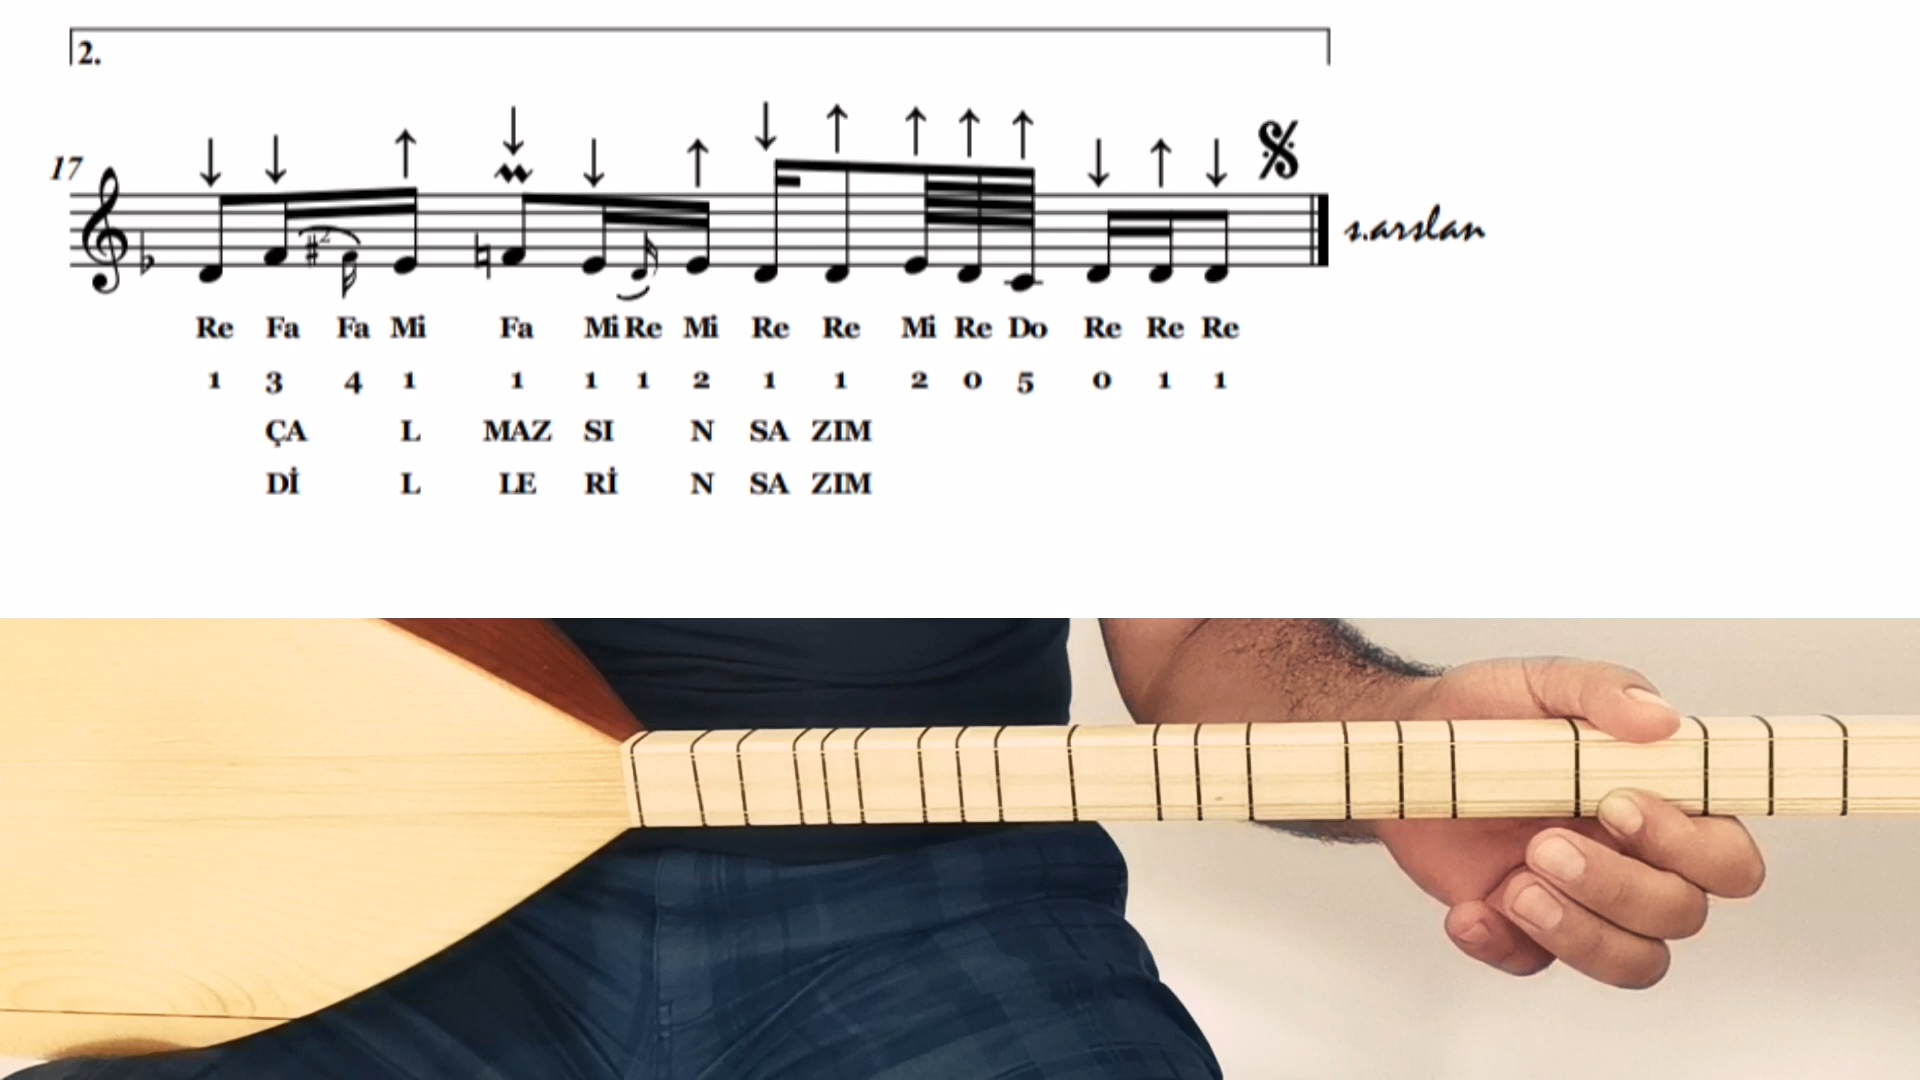 2.
17
2
s.arslan
Re Fa Fa Mi Fa Mi Re Mi Re Re Mi Re Do Re Re Re
1 3 4 1 1 1 1 2 1 1 2 0 5 0 1 1
ÇA L MAZ SI N SA ZIM
Dİ L LE Rİ N SA ZIM